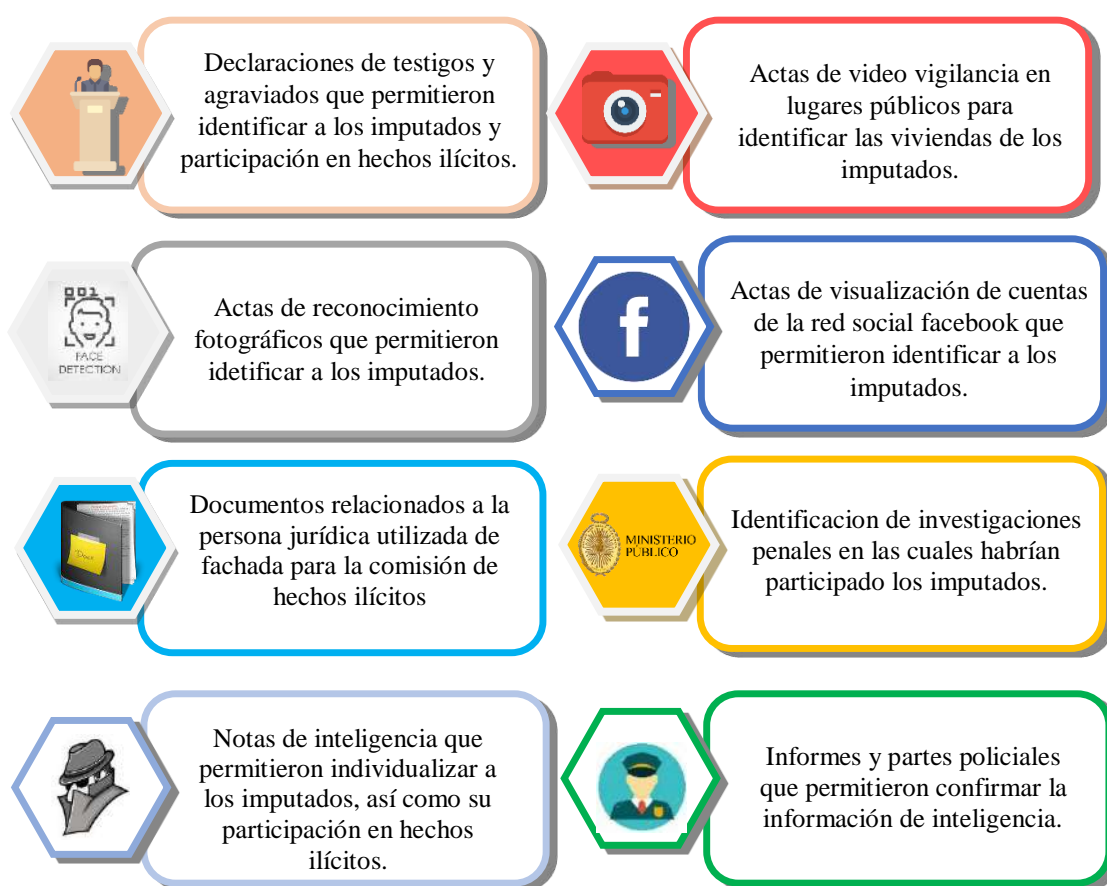 Declaraciones de testigos y
agraviados que permitieron
identificar a los imputados y
participación en hechos ilícitos.
Actas de video vigilancia en
lugares públicos para
identificar las viviendas de los
imputados.
FACE
DETECTION
Actas de reconocimiento
fotográficos que permitieron
idetificar a los imputados.
f
Actas de visualización de cuentas
de la red social facebook que
permitieron identificar a los
imputados.
Documentos relacionados a la
persona jurídica utilizada de
fachada para la comisión de
hechos ilícitos
MINISTERIO
PÚBLICO
Identificacion de investigaciones
penales en las cuales habrían
participado los imputados.
Notas de inteligencia que
permitieron individualizar a
los imputados, así como su
participación en hechos
ilícitos.
Informes y partes policiales
que permitieron confirmar la
información de inteligencia.